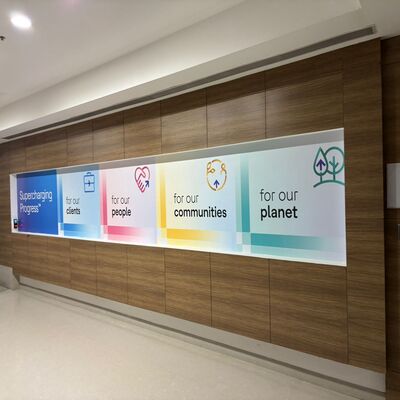 Supercharging
Progress™
for our
clients
for our
people
for our
communities
for our
planet